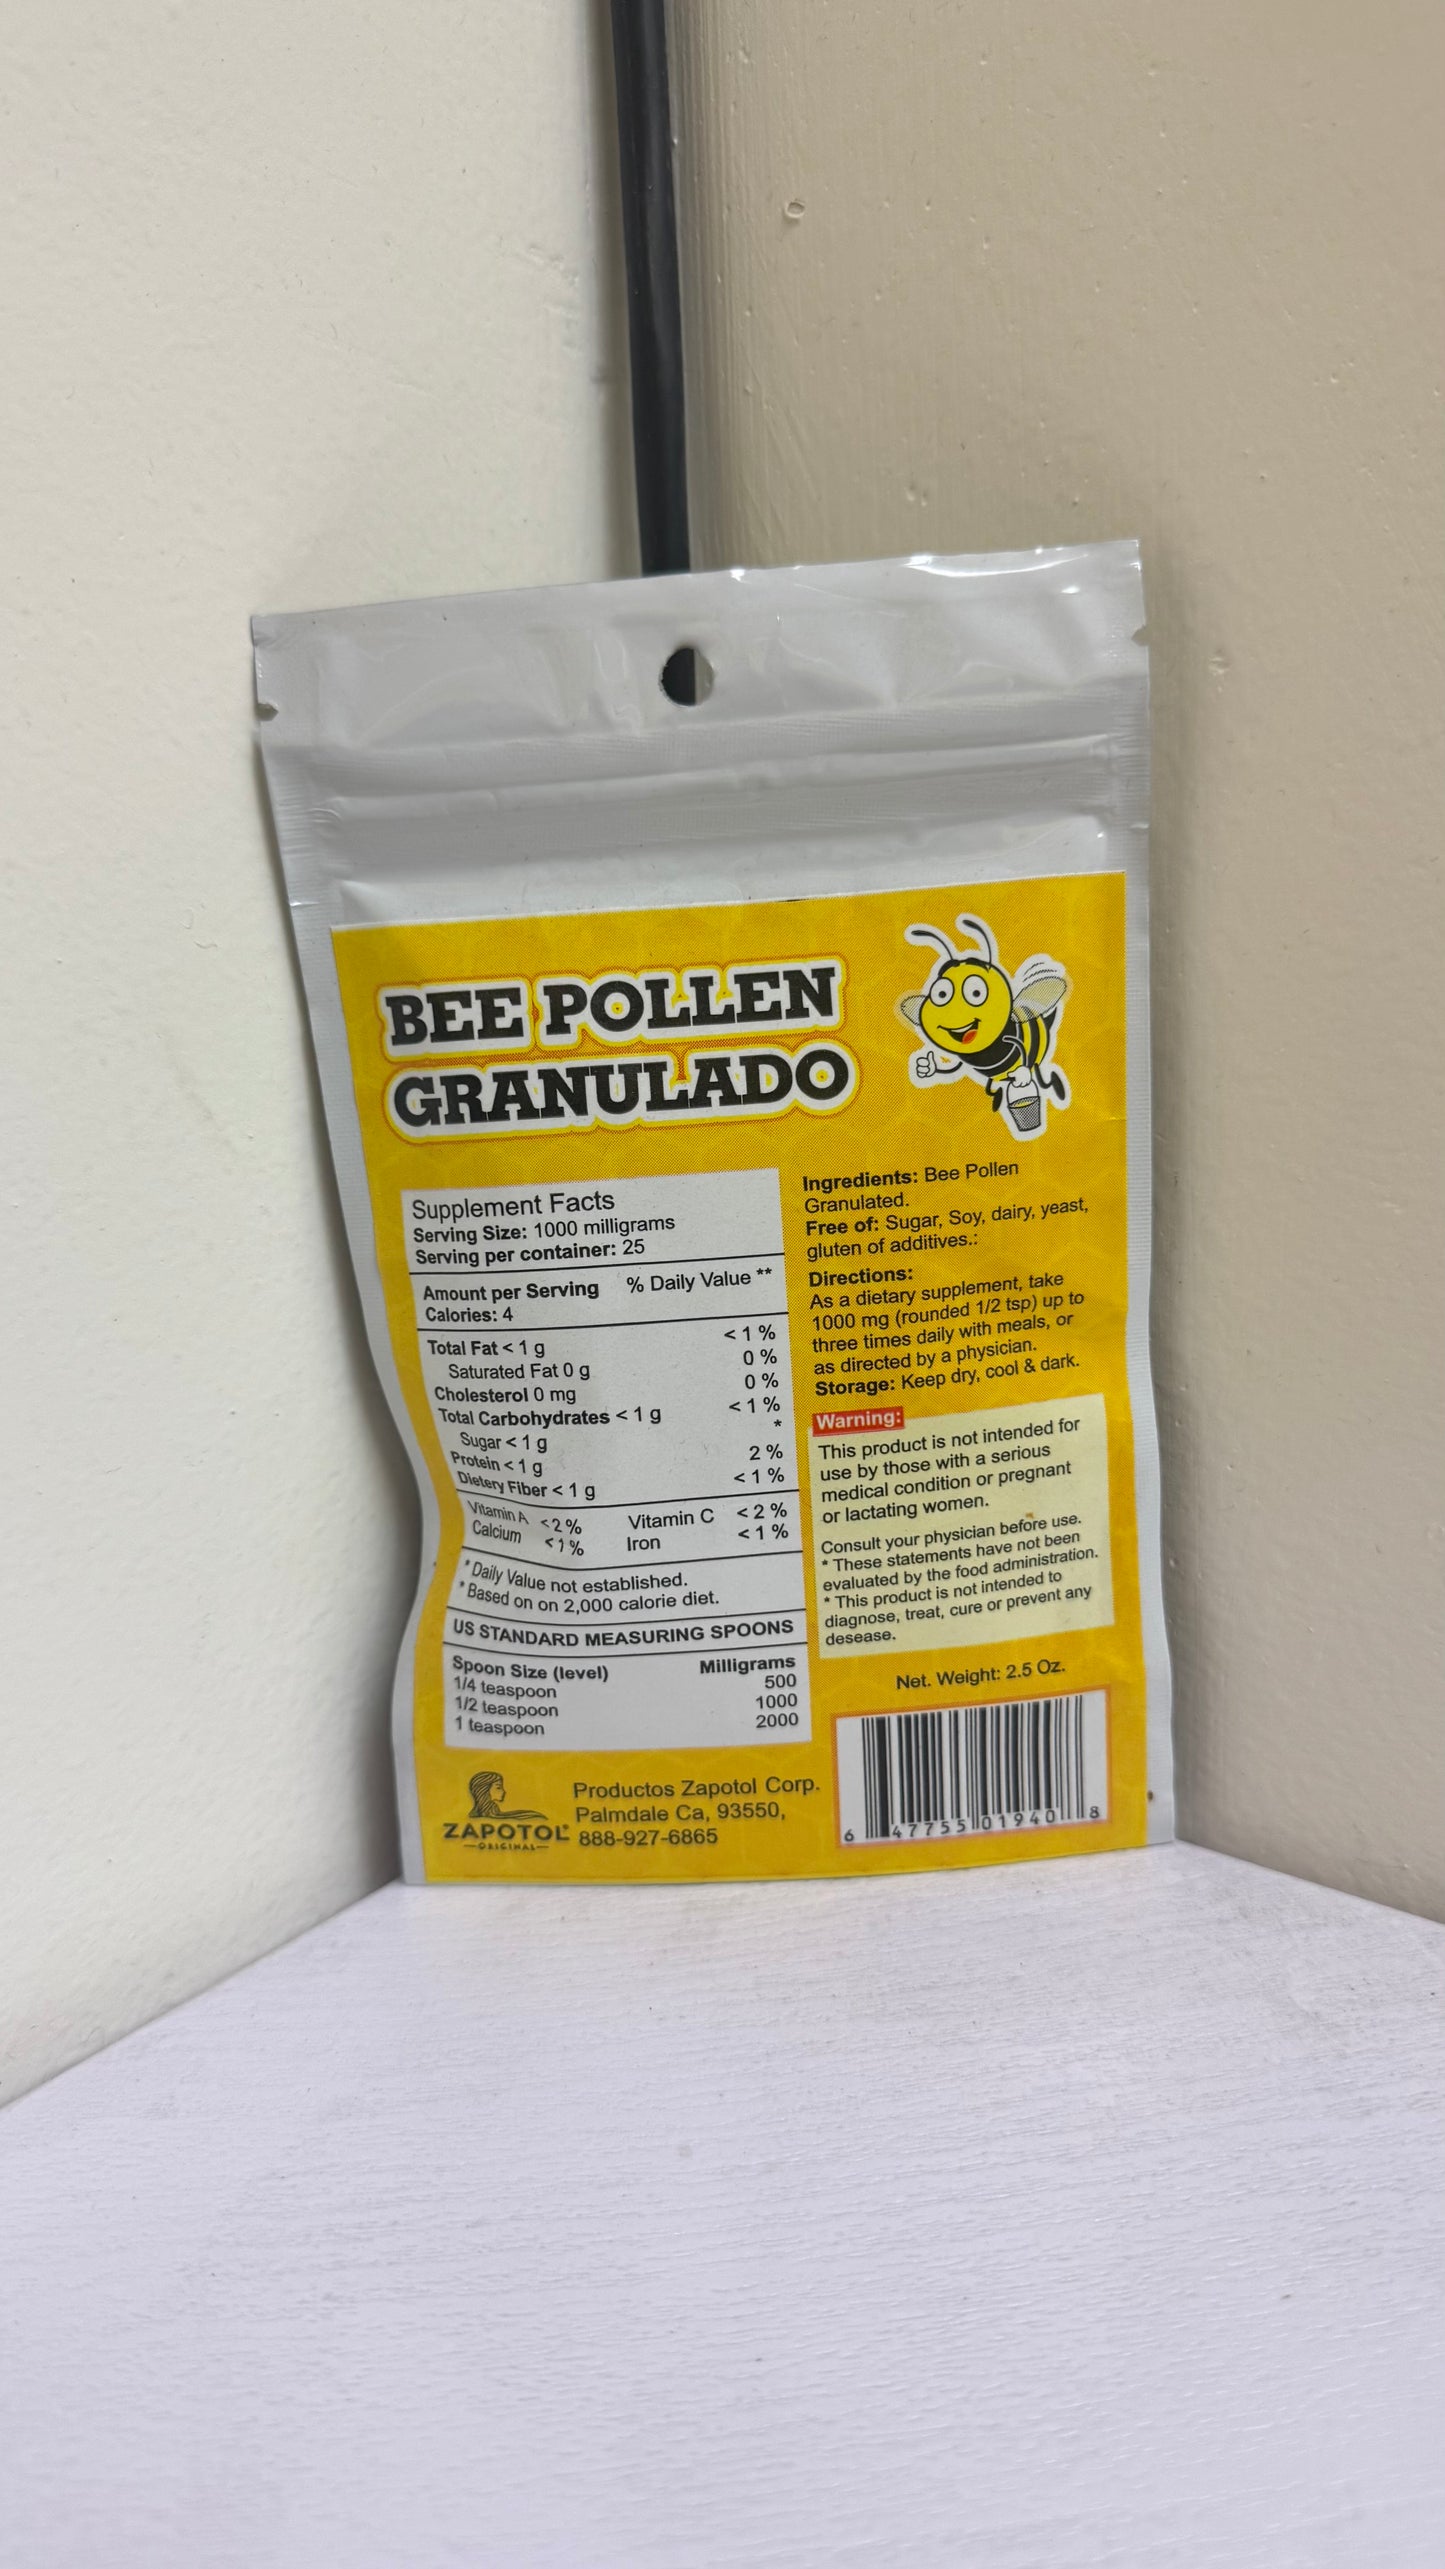 BEE POLLEN
GRANULADO
Supplement Facts
Serving Size: 1000 milligrams
Serving per container: 25
Amount per Serving % Daily Value **
Calories: 4
Total Fat < 1 g < 1 %
Saturated Fat 0 g 0 %
Cholesterol 0 mg 0 %
Total Carbohydrates < 1 g < 1 %
Sugar < 1 g *
Protein < 1 g 2 %
Dietery Fiber < 1 g < 1 %
Vitamin A < 2 % Vitamin C < 2 %
Calcium < 1 % Iron < 1 %
* Daily Value not established.
* Based on on 2,000 calorie diet.
US STANDARD MEASURING SPOONS
Spoon Size (level) Milligrams
1/4 teaspoon 500
1/2 teaspoon 1000
1 teaspoon 2000
Ingredients: Bee Pollen
Granulated.
Free of: Sugar, Soy, dairy, yeast,
gluten of additives.:
Directions:
As a dietary supplement, take
1000 mg (rounded 1/2 tsp) up to
three times daily with meals, or
as directed by a physician.
Storage: Keep dry, cool & dark.
Warning:
This product is not intended for
use by those with a serious
medical condition or pregnant
or lactating women.
Consult your physician before use.
* These statements have not been
evaluated by the food administration.
* This product is not intended to
diagnose, treat, cure or prevent any
desease.
Net. Weight: 2.5 Oz.
6 47755 01940 8
ZAPOTOL®
ORIGINAL
Productos Zapotol Corp.
Palmdale Ca, 93550,
888-927-6865